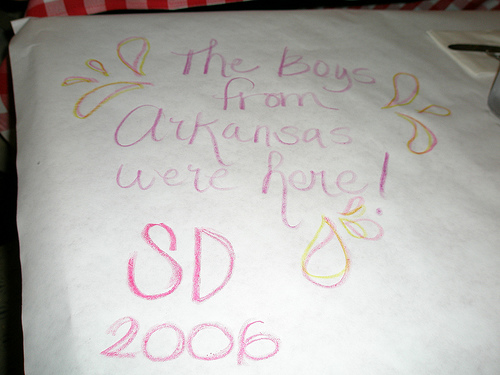 The Boys
from
Arkansas
were here!
SD
2006